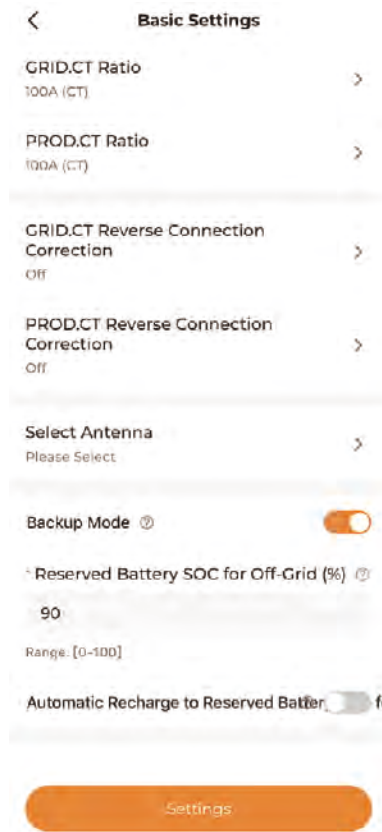 Basic Settings
GRID.CT Ratio
100A (CT)
PROD.CT Ratio
100A (CT)
GRID.CT Reverse Connection
Correction
Off
PROD.CT Reverse Connection
Correction
Off
Select Antenna
Please Select
Backup Mode
* Reserved Battery SOC for Off-Grid (%)
90
Range: [0-100]
Automatic Recharge to Reserved Batter
Settings